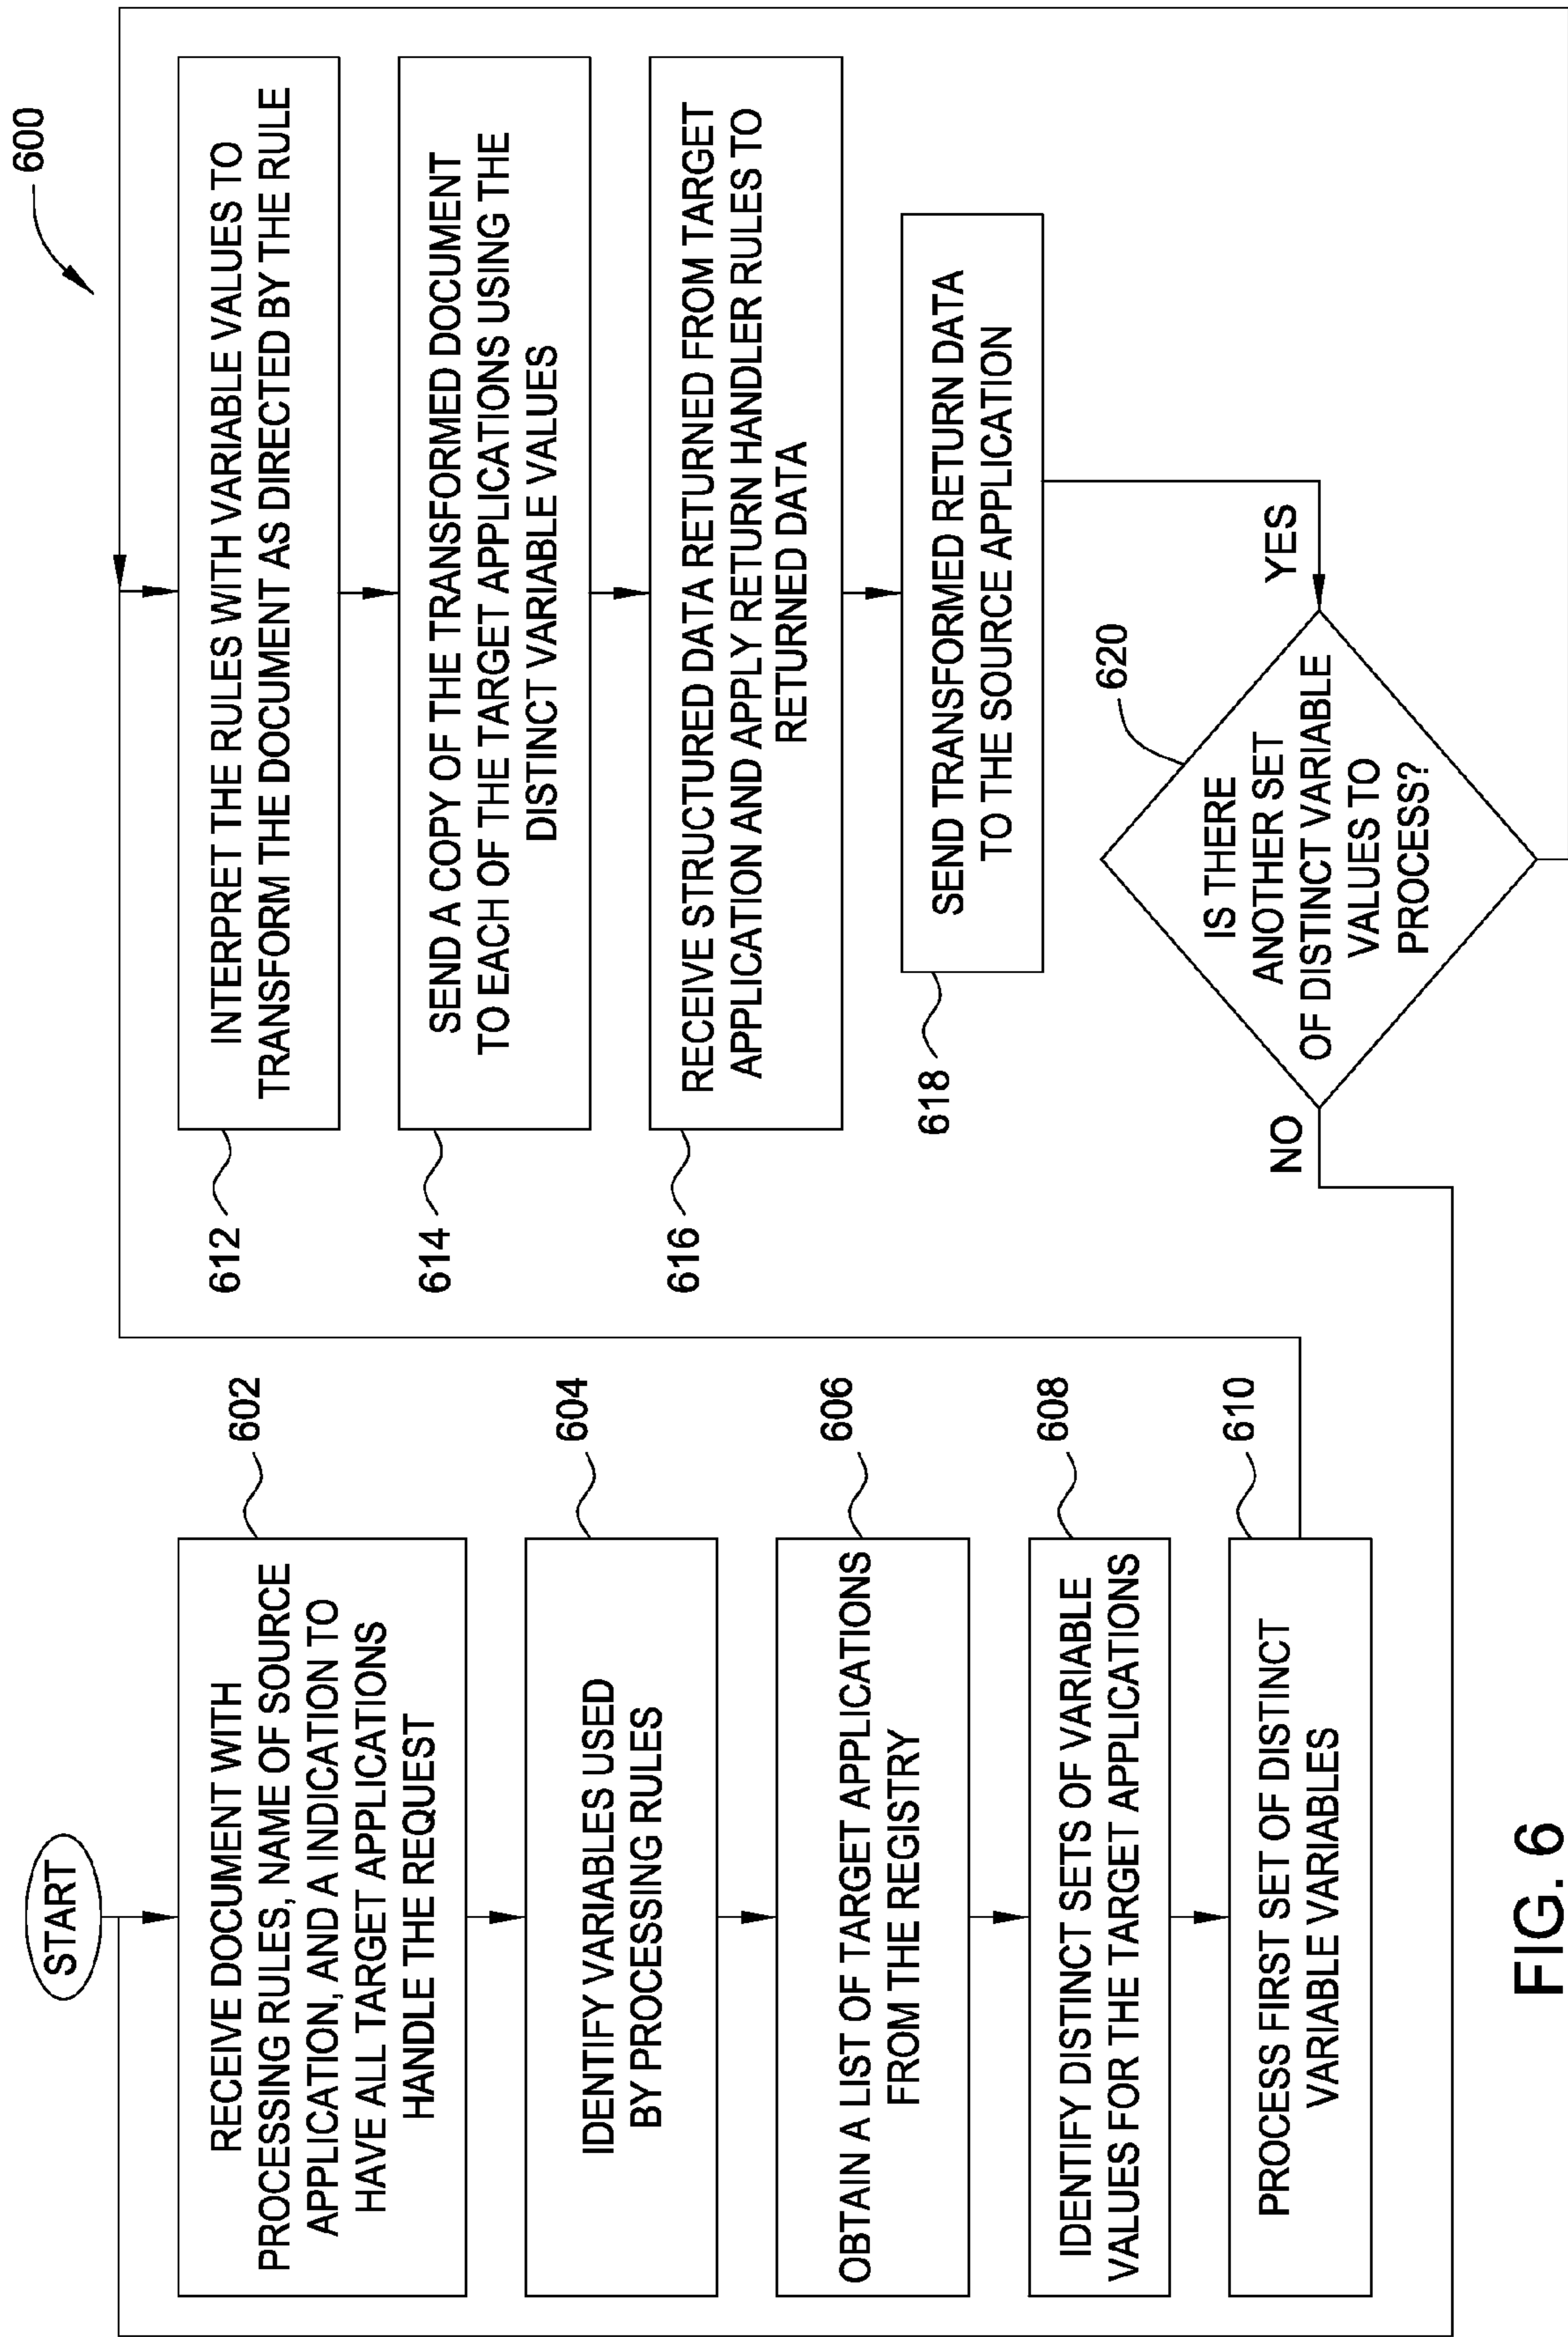 600
START
RECEIVE DOCUMENT WITH
PROCESSING RULES, NAME OF SOURCE
APPLICATION, AND A INDICATION TO
HAVE ALL TARGET APPLICATIONS
HANDLE THE REQUEST
602
IDENTIFY VARIABLES USED
BY PROCESSING RULES
604
OBTAIN A LIST OF TARGET APPLICATIONS
FROM THE REGISTRY
606
IDENTIFY DISTINCT SETS OF VARIABLE
VALUES FOR THE TARGET APPLICATIONS
608
PROCESS FIRST SET OF DISTINCT
VARIABLE VARIABLES
610
INTERPRET THE RULES WITH VARIABLE VALUES TO
TRANSFORM THE DOCUMENT AS DIRECTED BY THE RULE
612
SEND A COPY OF THE TRANSFORMED DOCUMENT
TO EACH OF THE TARGET APPLICATIONS USING THE
DISTINCT VARIABLE VALUES
614
RECEIVE STRUCTURED DATA RETURNED FROM TARGET
APPLICATION AND APPLY RETURN HANDLER RULES TO
RETURNED DATA
616
SEND TRANSFORMED RETURN DATA
TO THE SOURCE APPLICATION
618
IS THERE
ANOTHER SET
OF DISTINCT VARIABLE
VALUES TO
PROCESS?
620
YES
NO
FIG. 6